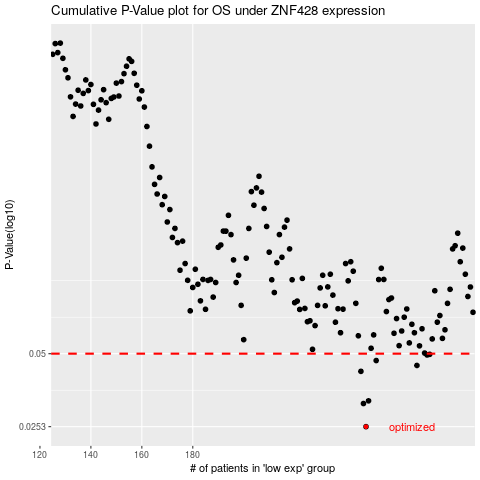 Cumulative P-Value plot for OS under ZNF428 expression
P-Value(log10)
0.05
0.0253
optimized
120
140
160
180
# of patients in 'low exp' group